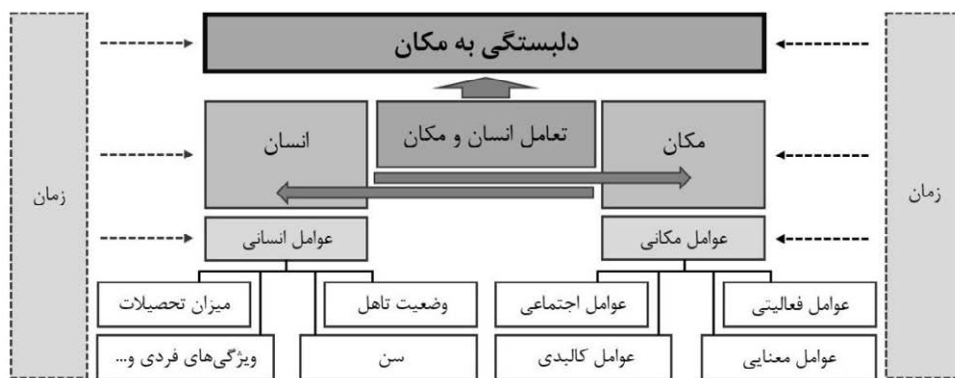 دلبستگی به مکان
زمان
مکان
تعامل انسان و مکان
انسان
زمان
عوامل مکانی
عوامل انسانی
عوامل فعالیتی
عوامل اجتماعی
وضعیت تاهل
میزان تحصیلات
عوامل معنایی
عوامل کالبدی
سن
ویژگی‌های فردی و...